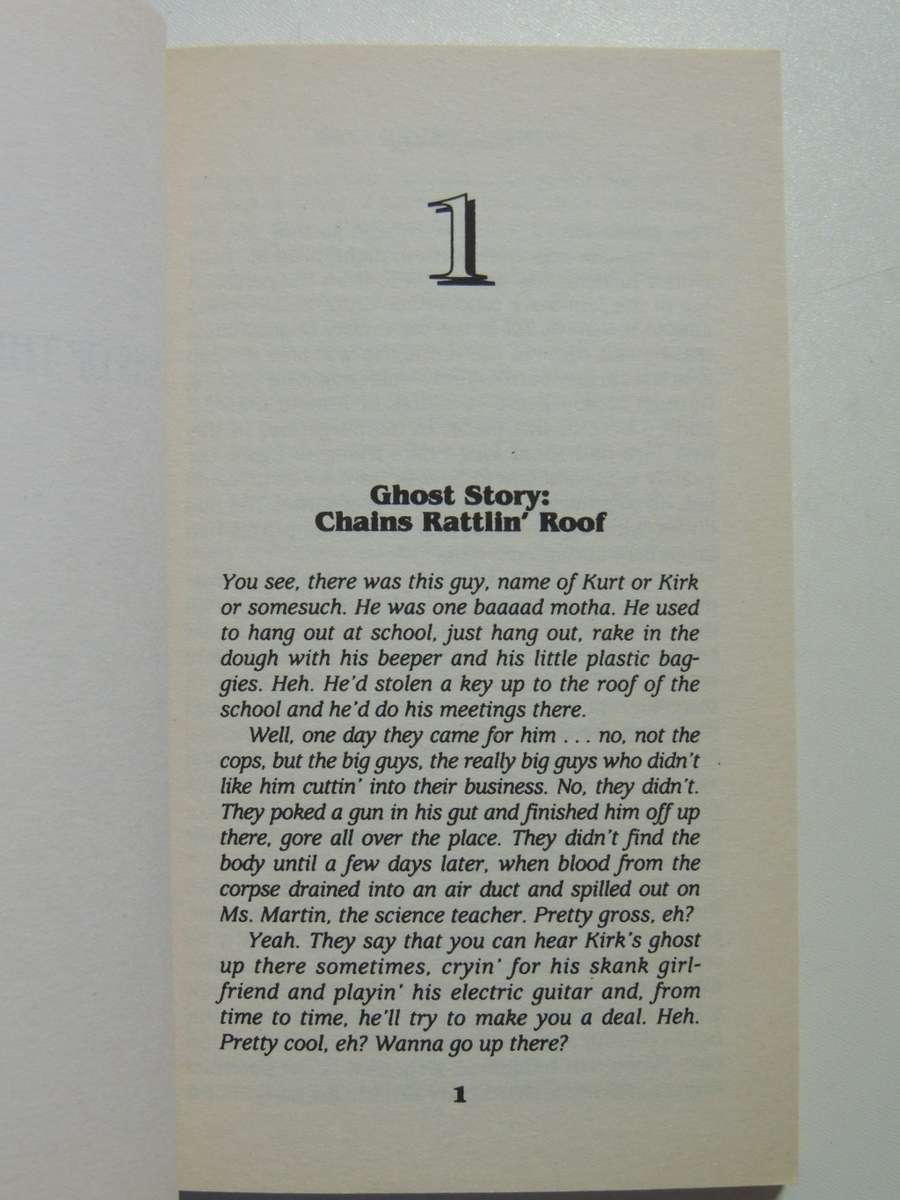 1
Ghost Story:
Chains Rattlin' Roof
You see, there was this guy, name of Kurt or Kirk
or somesuch. He was one baaaad motha. He used
to hang out at school, just hang out, rake in the
dough with his beeper and his little plastic bag-
gies. Heh. He'd stolen a key up to the roof of the
school and he'd do his meetings there.
Well, one day they came for him . . . no, not the
cops, but the big guys, the really big guys who didn't
like him cuttin' into their business. No, they didn't.
They poked a gun in his gut and finished him off up
there, gore all over the place. They didn't find the
body until a few days later, when blood from the
corpse drained into an air duct and spilled out on
Ms. Martin, the science teacher. Pretty gross, eh?
Yeah. They say that you can hear Kirk's ghost
up there sometimes, cryin' for his skank girl-
friend and playin' his electric guitar and, from
time to time, he'll try to make you a deal. Heh.
Pretty cool, eh? Wanna go up there?
1